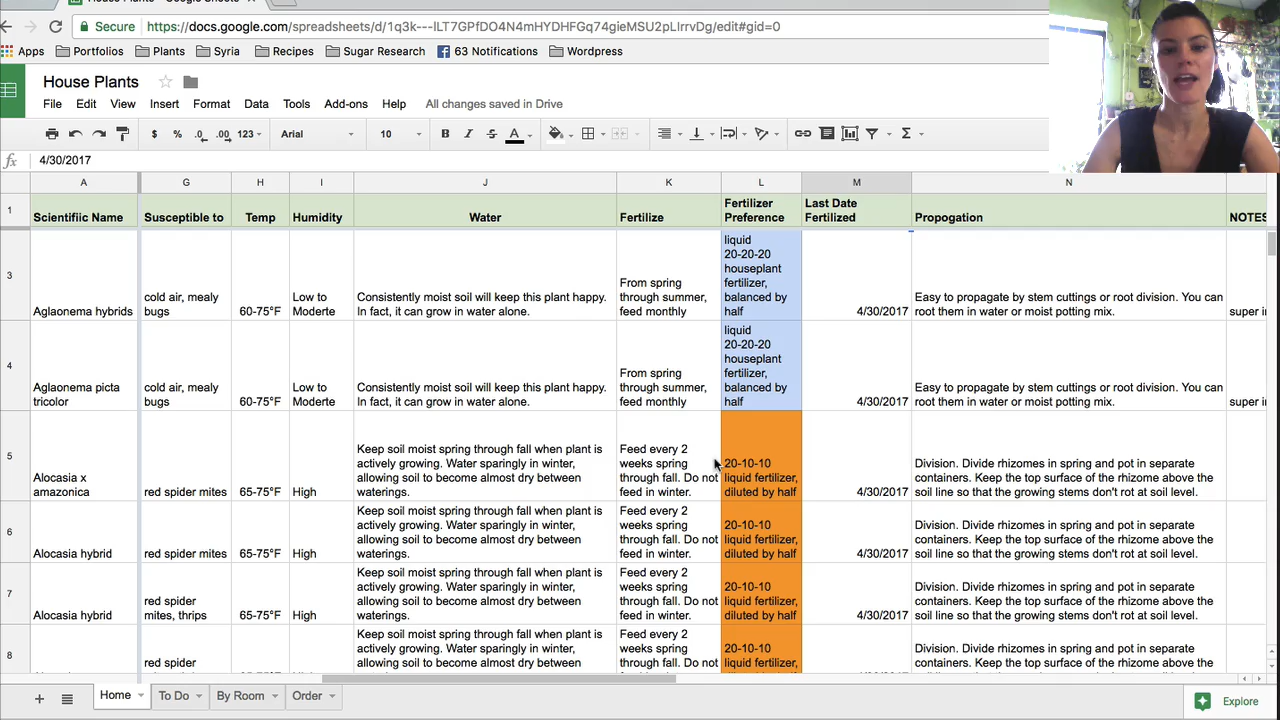 House Plants - Google Sheets
Secure
https://docs.google.com/spreadsheets/d/1q3k---lLT7GPfDO4N4mHYDHFGq74gieMSU2pLlrrvDg/edit#gid=0
Apps
Portfolios
Plants
Syria
Recipes
Sugar Research
63 Notifications
Wordpress
House Plants
File Edit View Insert Format Data Tools Add-ons Help All changes saved in Drive
$ % .0 .00 123 Arial 10 B I S A
fx 4/30/2017
A G H I J K L M N
1
Scientifiic Name
Susceptible to
Temp
Humidity
Water
Fertilize
Fertilizer
Preference
Last Date
Fertilized
Propogation
NOTES
3
Aglaonema hybrids
cold air, mealy
bugs
60-75°F
Low to
Moderte
Consistently moist soil will keep this plant happy.
In fact, it can grow in water alone.
From spring
through summer,
feed monthly
liquid
20-20-20
houseplant
fertilizer,
balanced by
half
4/30/2017
Easy to propagate by stem cuttings or root division. You can
root them in water or moist potting mix.
super i
4
Aglaonema picta
tricolor
cold air, mealy
bugs
60-75°F
Low to
Moderte
Consistently moist soil will keep this plant happy.
In fact, it can grow in water alone.
From spring
through summer,
feed monthly
liquid
20-20-20
houseplant
fertilizer,
balanced by
half
4/30/2017
Easy to propagate by stem cuttings or root division. You can
root them in water or moist potting mix.
super i
5
Alocasia x
amazonica
red spider mites
65-75°F
High
Keep soil moist spring through fall when plant is
actively growing. Water sparingly in winter,
allowing soil to become almost dry between
waterings.
Feed every 2
weeks spring
through fall. Do not
feed in winter.
20-10-10
liquid fertilizer,
diluted by half
4/30/2017
Division. Divide rhizomes in spring and pot in separate
containers. Keep the top surface of the rhizome above the
soil line so that the growing stems don't rot at soil level.
6
Alocasia hybrid
red spider mites
65-75°F
High
Keep soil moist spring through fall when plant is
actively growing. Water sparingly in winter,
allowing soil to become almost dry between
waterings.
Feed every 2
weeks spring
through fall. Do not
feed in winter.
20-10-10
liquid fertilizer,
diluted by half
4/30/2017
Division. Divide rhizomes in spring and pot in separate
containers. Keep the top surface of the rhizome above the
soil line so that the growing stems don't rot at soil level.
7
Alocasia hybrid
red spider
mites, thrips
65-75°F
High
Keep soil moist spring through fall when plant is
actively growing. Water sparingly in winter,
allowing soil to become almost dry between
waterings.
Feed every 2
weeks spring
through fall. Do not
feed in winter.
20-10-10
liquid fertilizer,
diluted by half
4/30/2017
Division. Divide rhizomes in spring and pot in separate
containers. Keep the top surface of the rhizome above the
soil line so that the growing stems don't rot at soil level.
8
red spider
Keep soil moist spring through fall when plant is
actively growing. Water sparingly in winter,
allowing soil to become almost dry between
Feed every 2
weeks spring
through fall. Do not
20-10-10
liquid fertilizer,
Division. Divide rhizomes in spring and pot in separate
containers. Keep the top surface of the rhizome above the
Home To Do By Room Order
Explore